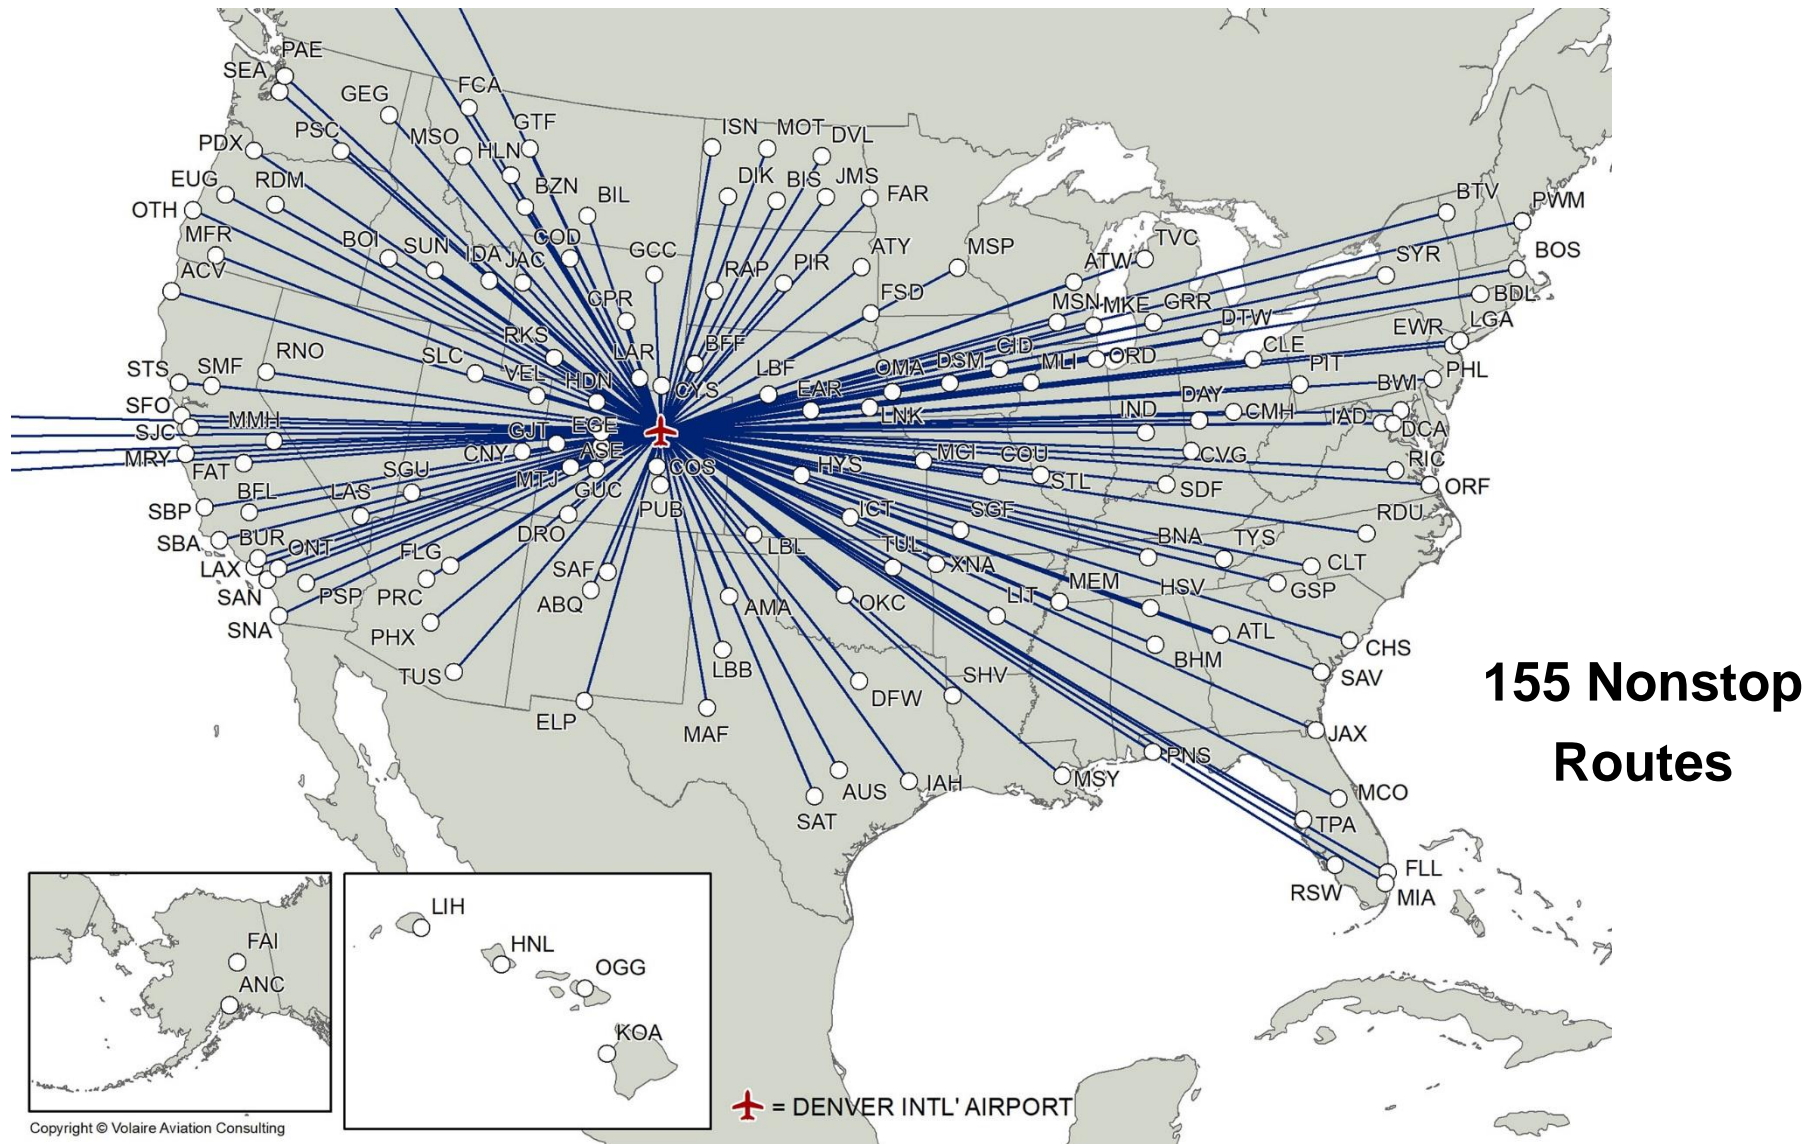 PAE
SEA
FCA
GEG
GTF
ISN
MOT
DVL
PSC
MSO
HLN
PDX
DIK
BIS
JMS
FAR
EUG
RDM
BZN
BIL
BTV
PWM
OTH
MFR
BOI
SUN
IDA
JAC
COD
GCC
ATY
MSP
TVC
SYR
BOS
ACV
RAP
PIR
ATW
FSD
BDL
CPR
MSN
MKE
GRR
DTW
EWR
LGA
RKS
RNO
SLC
LAR
BFF
CLE
STS
SMF
VEL
HDN
CYS
LBF
OMA
DSM
CID
MLI
ORD
PIT
PHL
EAR
DAY
BWI
SFO
MMH
LNK
IND
CMH
IAD
DCA
SJC
GJT
EGE
CNY
ASE
MRY
FAT
SGU
MTJ
GUC
COS
HYS
MCI
COU
STL
CVG
SDF
RIC
ORF
SBP
BFL
LAS
PUB
ICT
SGF
RDU
SBA
BUR
ONT
FLG
DRO
LBL
TUL
XNA
BNA
TYS
CLT
LAX
SAN
PSP
PRC
SAF
ABQ
AMA
OKC
LIT
MEM
HSV
GSP
SNA
PHX
ATL
CHS
LBB
BHM
TUS
DFW
SHV
SAV
155 Nonstop
Routes
ELP
MAF
JAX
PNS
AUS
IAH
MSY
MCO
SAT
TPA
FLL
RSW
MIA
LIH
FAI
HNL
ANC
OGG
KOA
= DENVER INTL' AIRPORT
Copyright © Volaire Aviation Consulting